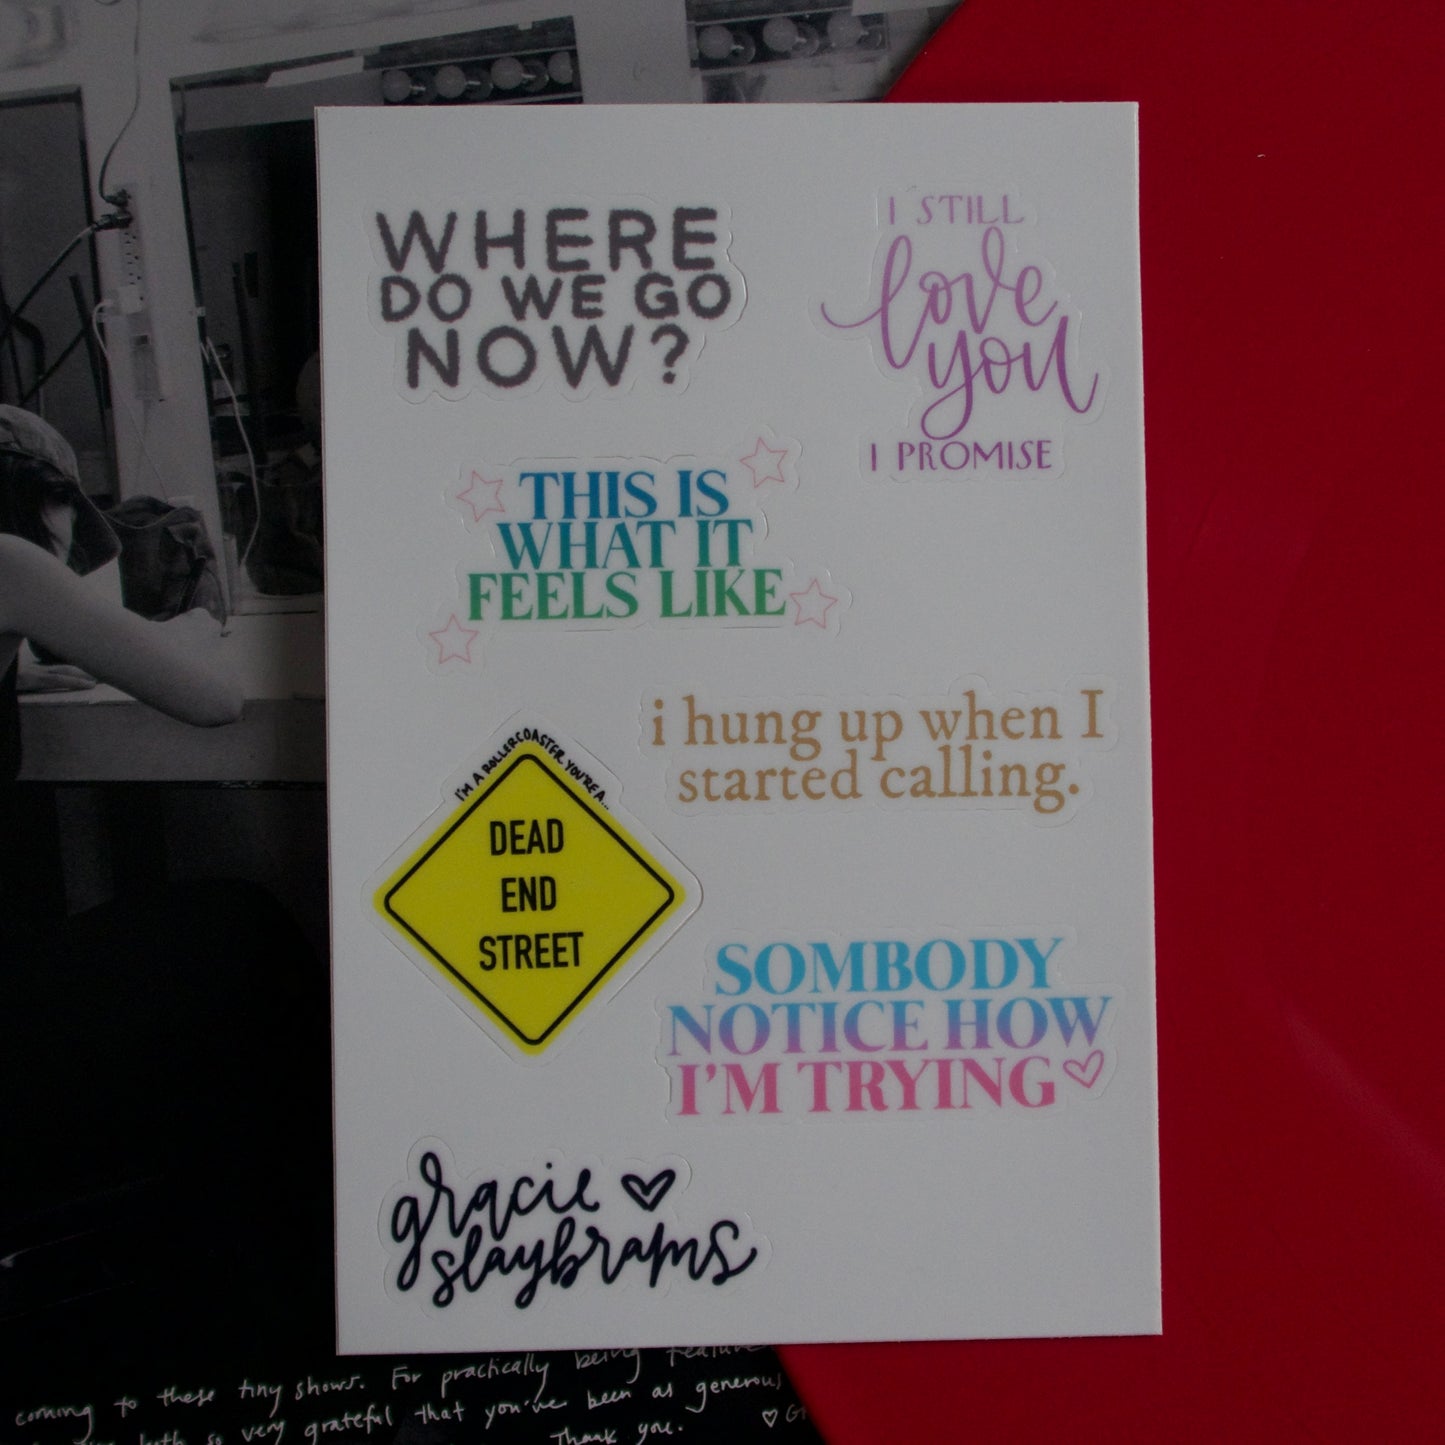 WHERE
DO WE GO
NOW?
I STILL
love
you
I PROMISE
THIS IS
WHAT IT
FEELS LIKE
i hung up when I
started calling.
I'M A ROLLERCOASTER YOU'RE A...
DEAD
END
STREET
SOMBODY
NOTICE HOW
I'M TRYING
gracie
slaybrams
coming to these tiny shows. For practically being
both so very grateful that you've been as generous
Thank you.